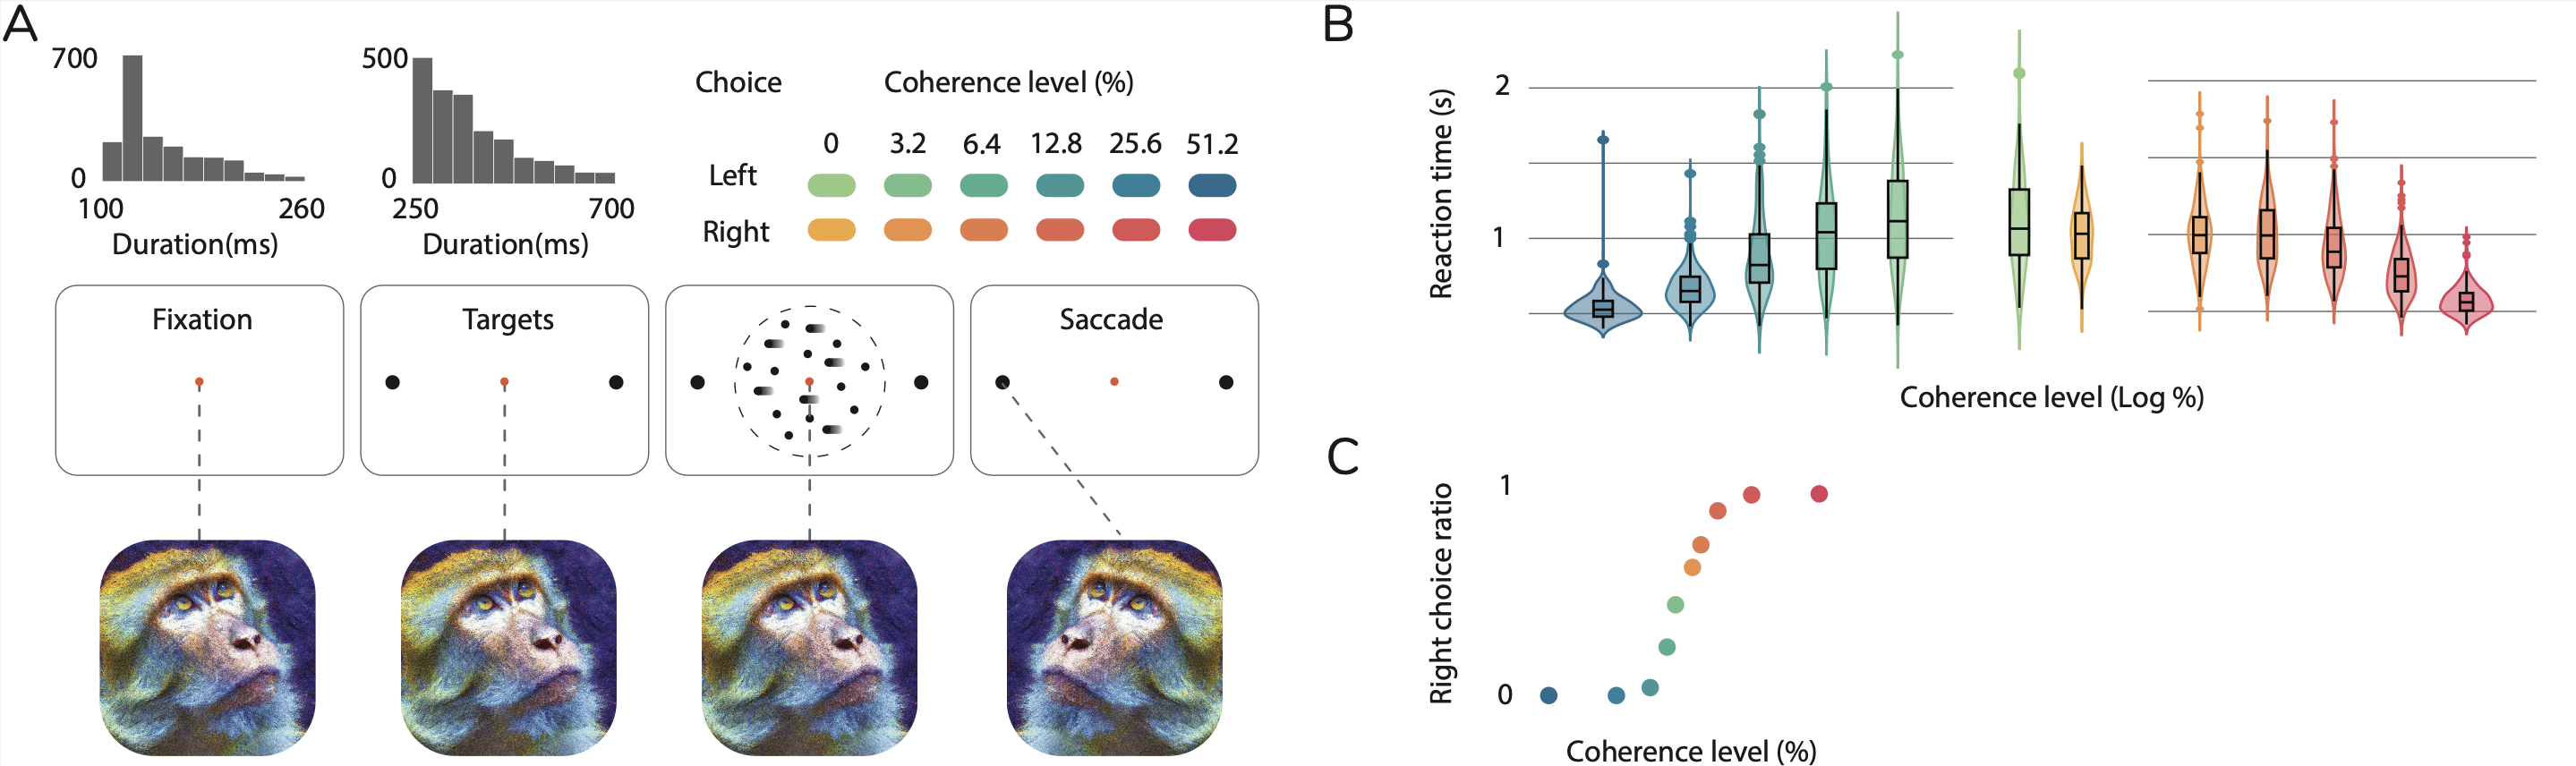 A
700
0
100 260
Duration(ms)
500
0
250 700
Duration(ms)
Choice Coherence level (%)
0 3.2 6.4 12.8 25.6 51.2
Left
Right
Fixation
Targets
Saccade
B
Reaction time (s)
2
1
Coherence level (Log %)
C
Right choice ratio
1
0
Coherence level (%)